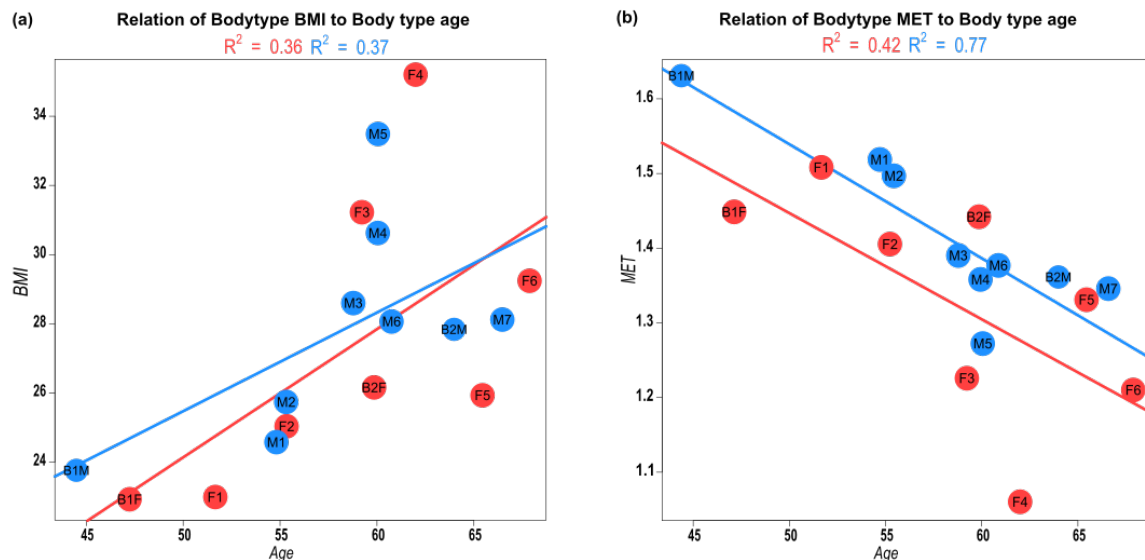 (a)
Relation of Bodytype BMI to Body type age
R² = 0.36 R² = 0.37
BMI
34
32
30
28
26
24
F4
M5
F3
M4
F6
M3
M6
M7
B2M
B2F
F5
M2
F2
M1
B1M
B1F
F1
45 50 55 60 65
Age
(b)
Relation of Bodytype MET to Body type age
R² = 0.42 R² = 0.77
MET
1.6
1.5
1.4
1.3
1.2
1.1
B1M
M1
F1
M2
B1F
B2F
F2
M3
M6
M4
B2M
M7
F5
M5
F3
F6
F4
45 50 55 60 65
Age